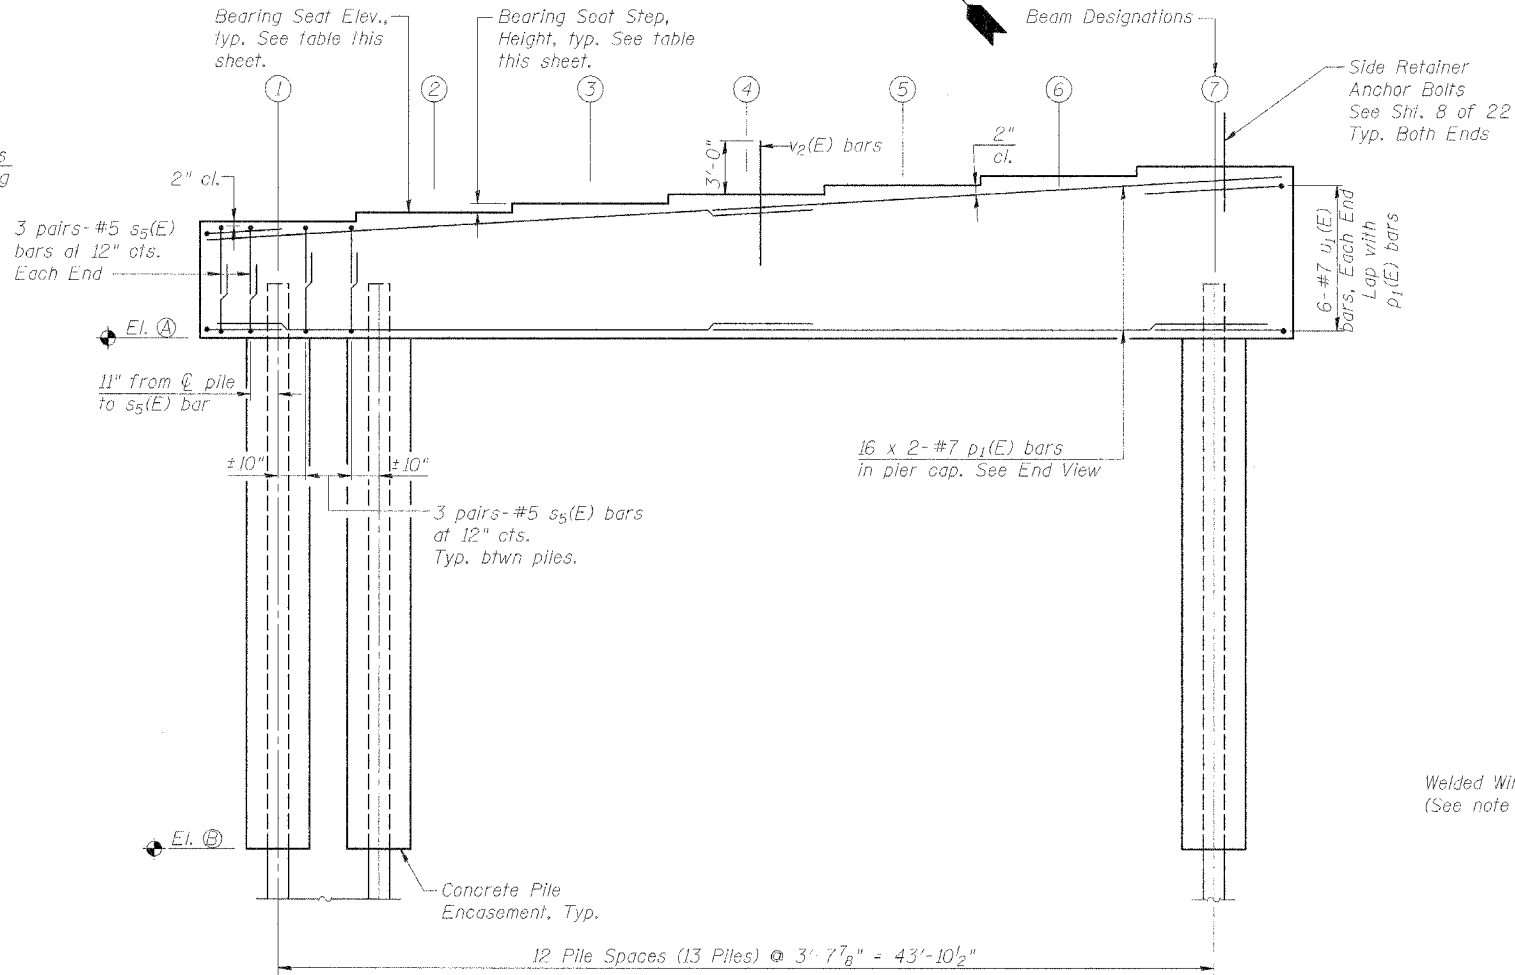 Bearing Seat Elev.,
typ. See table this
sheet.
Bearing Seat Step,
Height, typ. See table
this sheet.
Beam Designations
Side Retainer
Anchor Bolts
See Sht. 8 of 22
Typ. Both Ends
1
2
3
4
5
6
7
2" cl.
3'-0"
v2(E) bars
2"
cl.
3 pairs-#5 s5(E)
bars at 12" cts.
Each End
6-#7 u1(E)
bars, Each End
Lap with
p1(E) bars
El. A
11" from ℄ pile
to s5(E) bar
±10"
±10"
16 x 2-#7 p1(E) bars
in pier cap. See End View
3 pairs-#5 s5(E) bars
at 12" cts.
Typ. btwn piles.
Welded
(See note
El. B
Concrete Pile
Encasement, Typ.
12 Pile Spaces (13 Piles) @ 3'-7 7/8" = 43'-10 1/2"